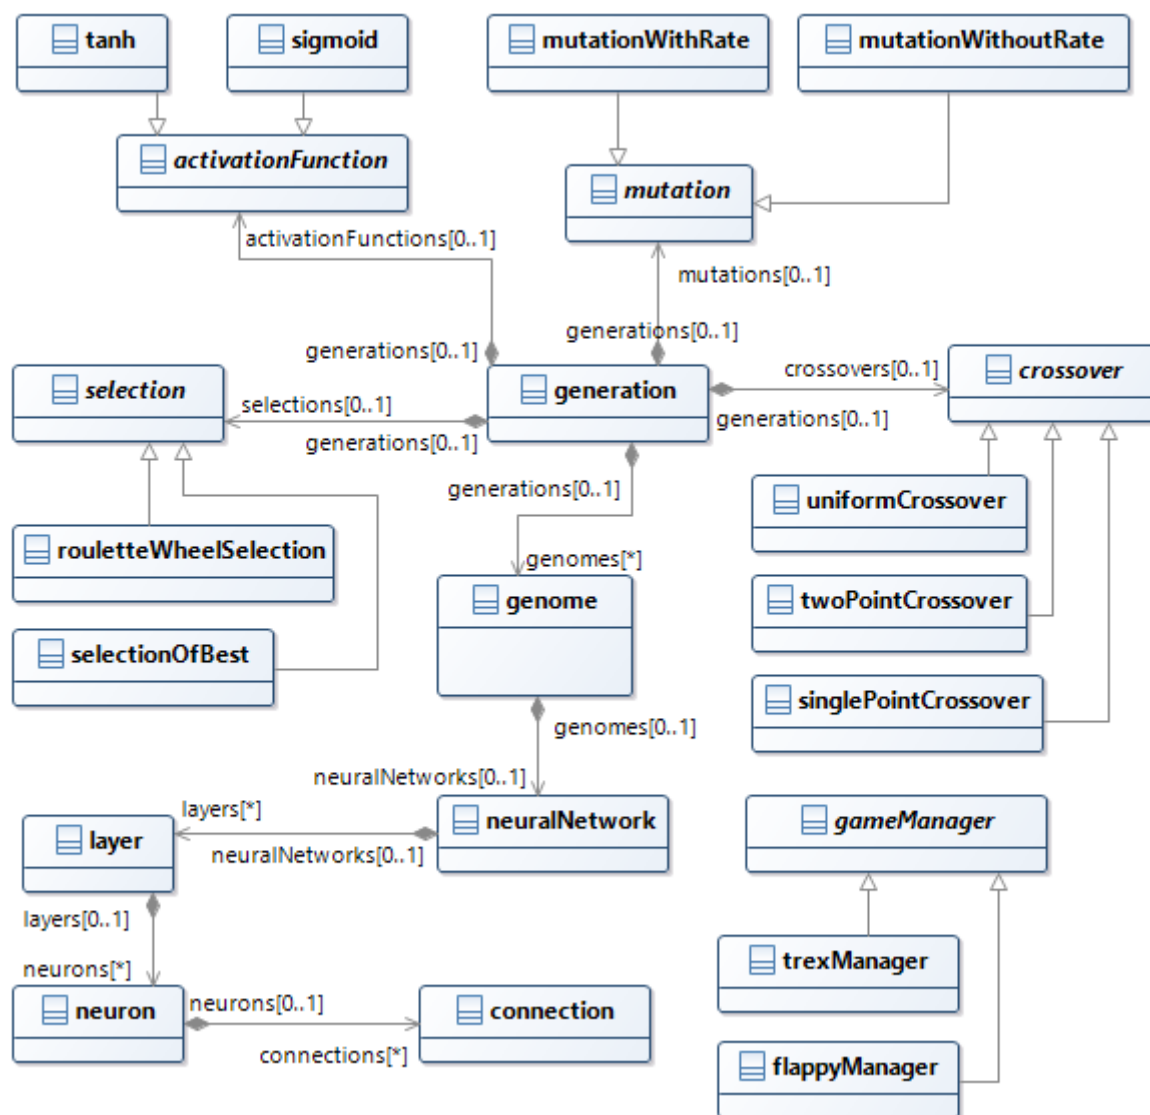 tanh
sigmoid
mutationWithRate
mutationWithoutRate
activationFunction
mutation
activationFunctions[0..1]
mutations[0..1]
generations[0..1]
generations[0..1]
selection
generation
crossovers[0..1]
crossover
selections[0..1]
generations[0..1]
generations[0..1]
generations[0..1]
uniformCrossover
rouletteWheelSelection
genomes[*]
genome
twoPointCrossover
selectionOfBest
singlePointCrossover
genomes[0..1]
neuralNetworks[0..1]
layers[*]
neuralNetwork
gameManager
layer
neuralNetworks[0..1]
layers[0..1]
neurons[*]
trexManager
neuron
neurons[0..1]
connection
connections[*]
flappyManager